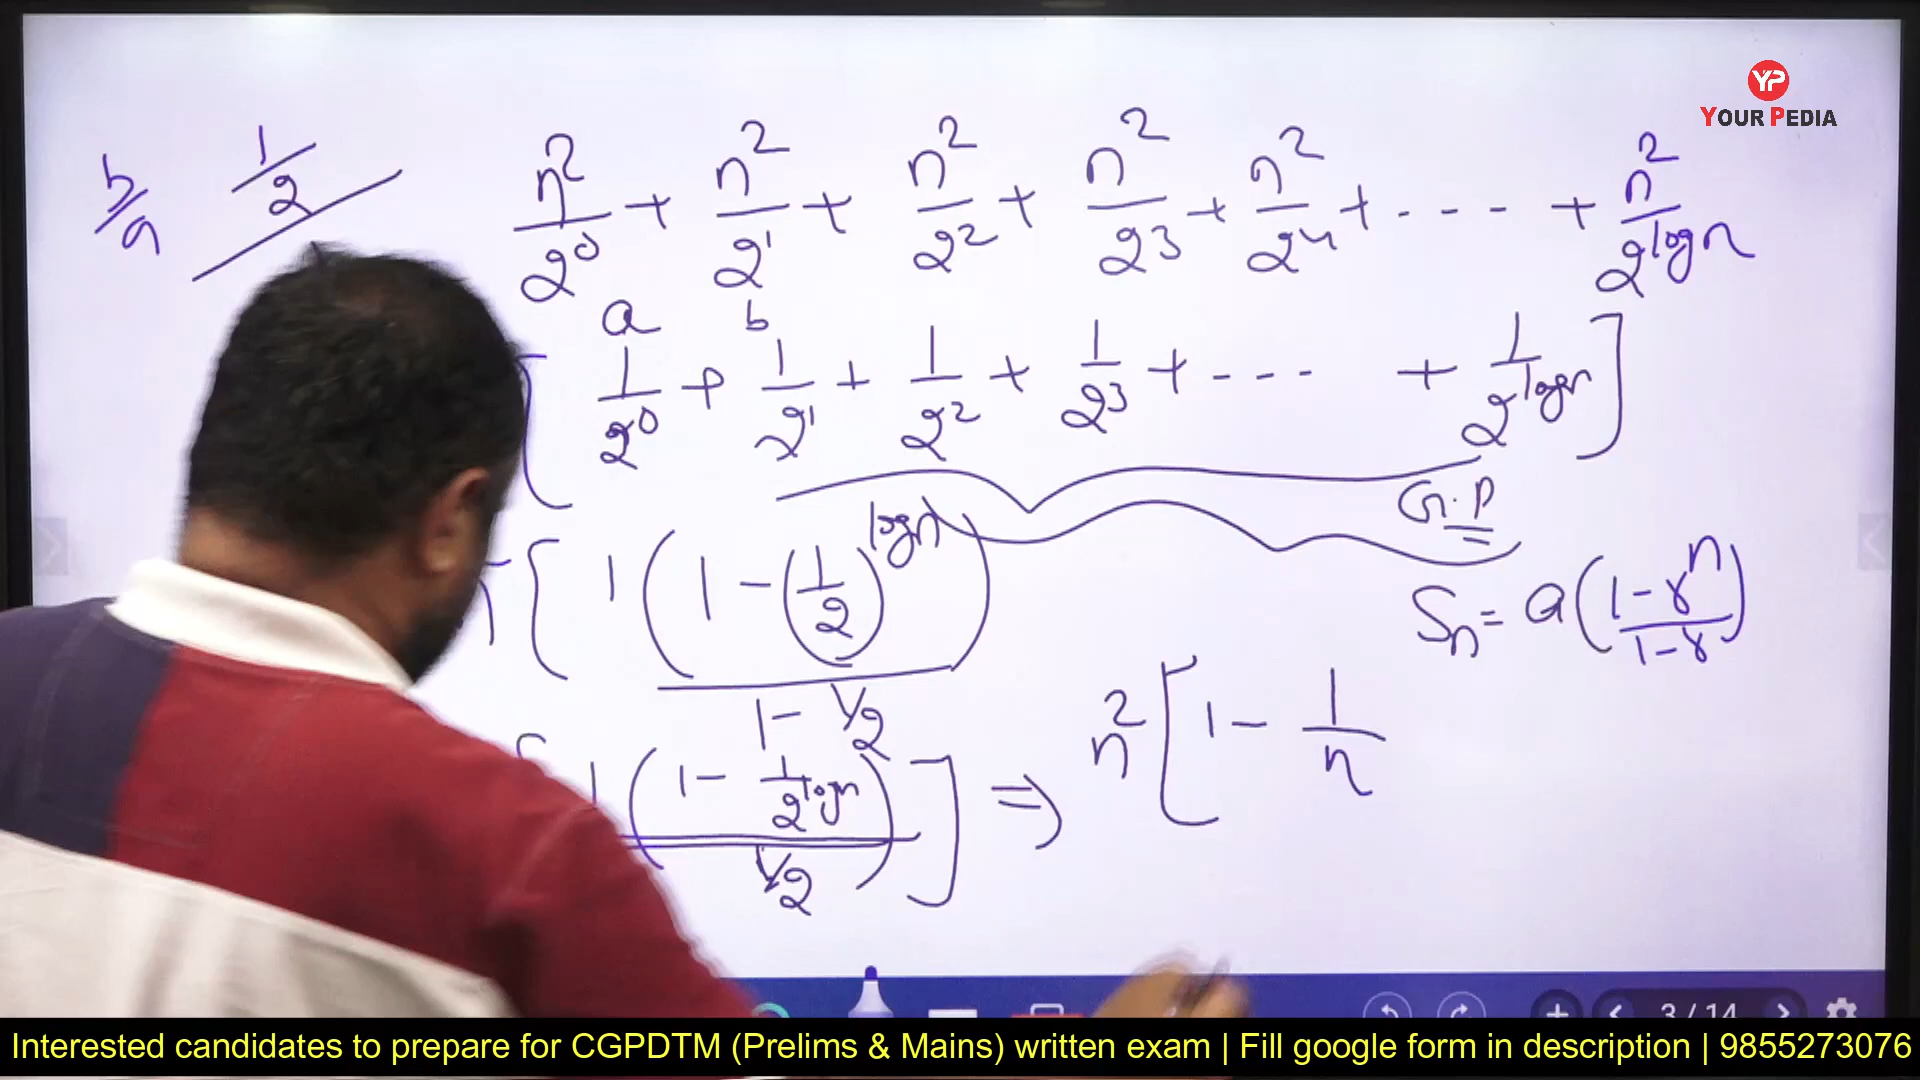 YP
YOUR PEDIA
b/a 1/2
n²/2⁰ + n²/2¹ + n²/2² + n²/2³ + n²/2⁴ + ---- + n²/2^logn
a b
[ 1/2⁰ + 1/2¹ + 1/2² + 1/2³ + --- + 1/2^logn ]
G.P
[ 1 ( 1 - (1/2)^logn ) / 1 - 1/2
Sn = a ( 1 - r^n / 1 - r )
1 ( 1 - 1/2^logn ) / 1/2 ] ⇒ n² [ 1 - 1/n
3 / 14
Interested candidates to prepare for CGPDTM (Prelims & Mains) written exam | Fill google form in description | 9855273076